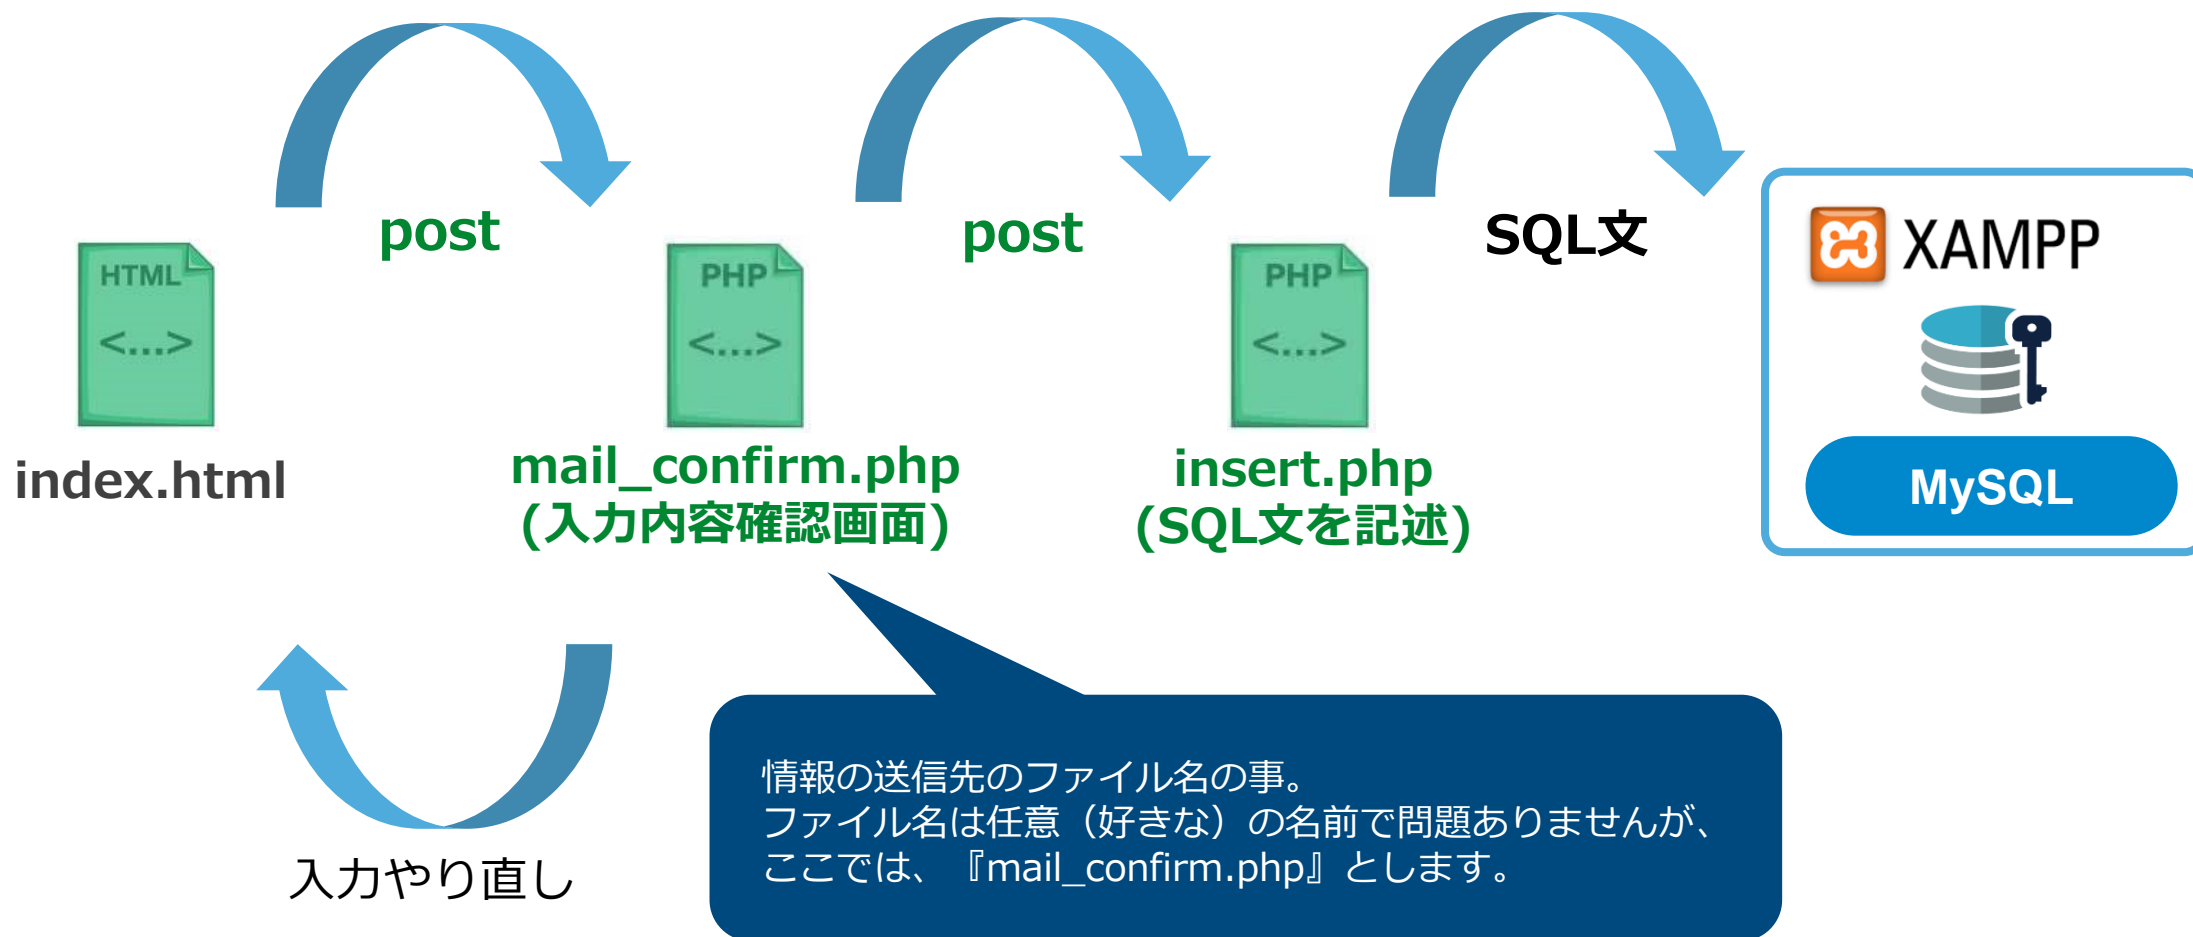 post
post
SQL文
XAMPP
HTML
<...>
PHP
<...>
PHP
<...>
index.html
mail_confirm.php
(入力内容確認画面)
insert.php
(SQL文を記述)
MySQL
入力やり直し
情報の送信先のファイル名の事。
ファイル名は任意（好きな）の名前で問題ありませんが、
ここでは、『mail_confirm.php』とします。